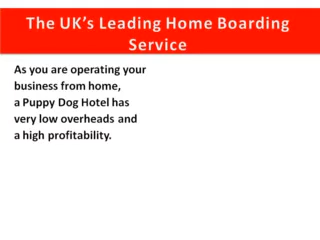 The UK's Leading Home Boarding
Service
As you are operating your
business from home,
a Puppy Dog Hotel has
very low overheads and
a high profitability.